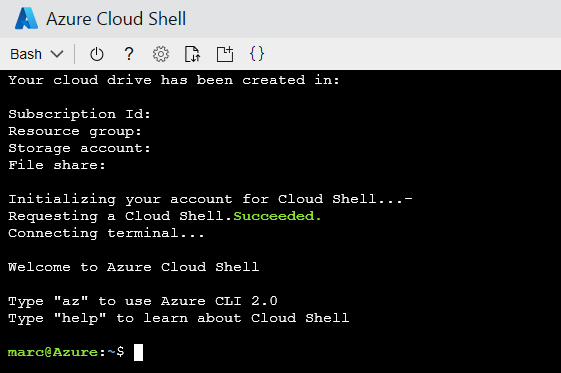 Azure Cloud Shell
Bash ? {}
Your cloud drive has been created in:
Subscription Id:
Resource group:
Storage account:
File share:
Initializing your account for Cloud Shell...-
Requesting a Cloud Shell.Succeeded.
Connecting terminal...
Welcome to Azure Cloud Shell
Type "az" to use Azure CLI 2.0
Type "help" to learn about Cloud Shell
marc@Azure:~$